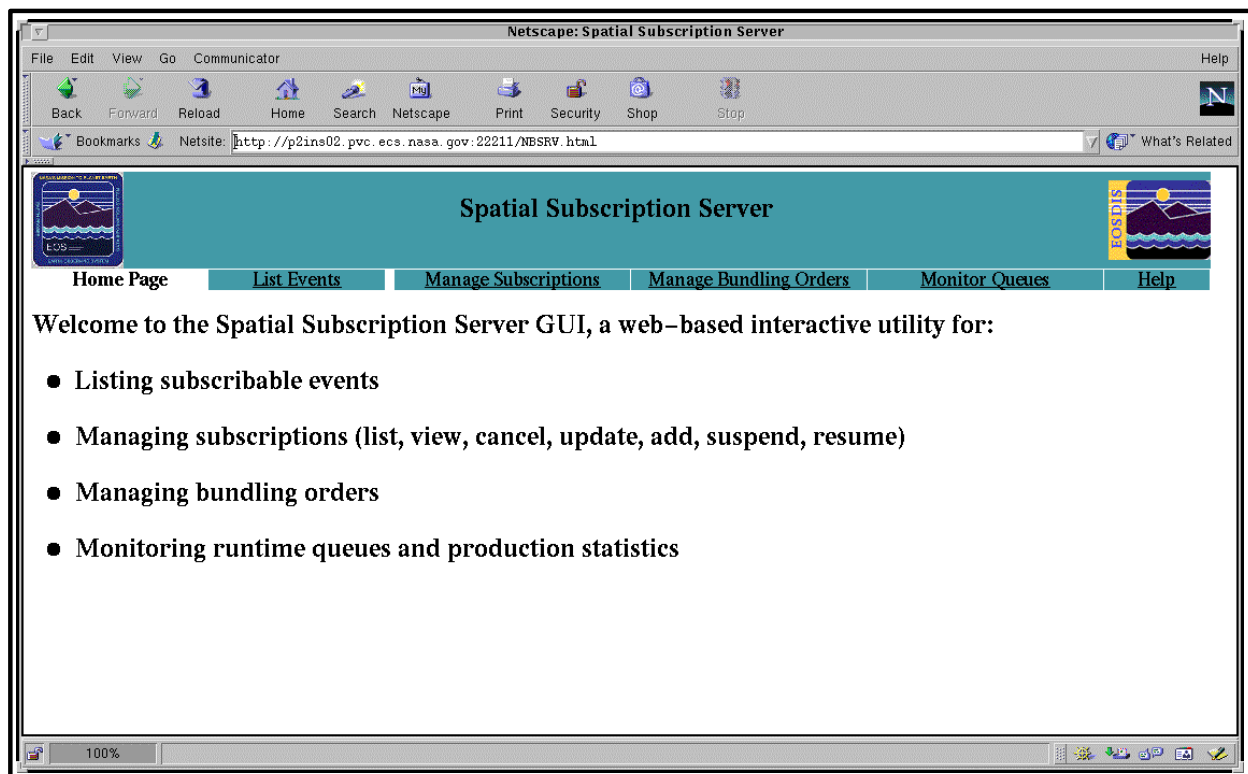 Netscape: Spatial Subscription Server
File Edit View Go Communicator Help
My N
Back Forward Reload Home Search Netscape Print Security Shop Stop
Bookmarks Netsite: http://p2ins02.pvc.ecs.nasa.gov:22211/NBSRV.html What's Related
EOS
Spatial Subscription Server
EOSDIS
Home Page List Events Manage Subscriptions Manage Bundling Orders Monitor Queues Help
Welcome to the Spatial Subscription Server GUI, a web-based interactive utility for:
● Listing subscribable events
● Managing subscriptions (list, view, cancel, update, add, suspend, resume)
● Managing bundling orders
● Monitoring runtime queues and production statistics
100%